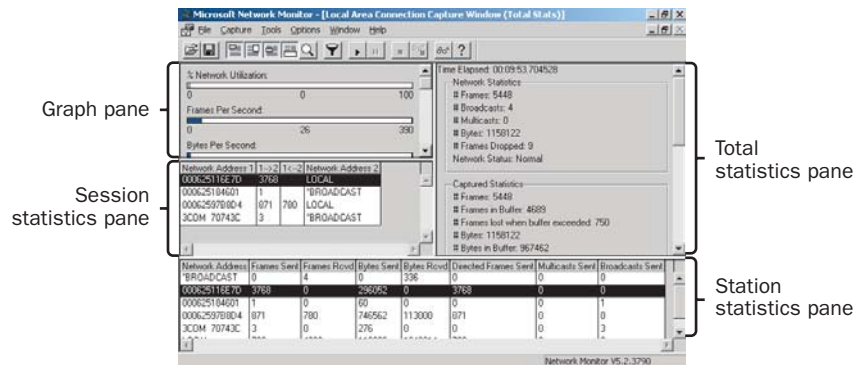 Microsoft Network Monitor - [Local Area Connection Capture Window (Total Stats)]
File Capture Tools Options Window Help
Graph pane
% Network Utilization:
0 0 100
Frames Per Second:
0 26 390
Bytes Per Second:
Session
statistics pane
Network Address 1 1->2 1<-2 Network Address 2
000625116E7D 3768 LOCAL
000625184601 1 *BROADCAST
00062597B8D4 871 780 LOCAL
3COM 70743C 3 *BROADCAST
Time Elapsed: 00:09:53.704528
Network Statistics
# Frames: 5448
# Broadcasts: 4
# Multicasts: 0
# Bytes: 1158122
# Frames Dropped: 9
Network Status: Normal
Captured Statistics
# Frames: 5448
# Frames in Buffer: 4689
# Frames lost when buffer exceeded: 750
# Bytes: 1158122
# Bytes in Buffer: 967462
Total
statistics pane
Network Address Frames Sent Frames Rcvd Bytes Sent Bytes Rcvd Directed Frames Sent Multicasts Sent Broadcasts Sent
*BROADCAST 0 4 0 336 0 0 0
000625116E7D 3768 0 296052 0 3768 0 0
000625184601 1 0 60 0 0 0 1
00062597B8D4 871 780 746562 113000 871 0 0
3COM 70743C 3 0 276 0 0 0 3
Station
statistics pane
Network Monitor V5.2.3790